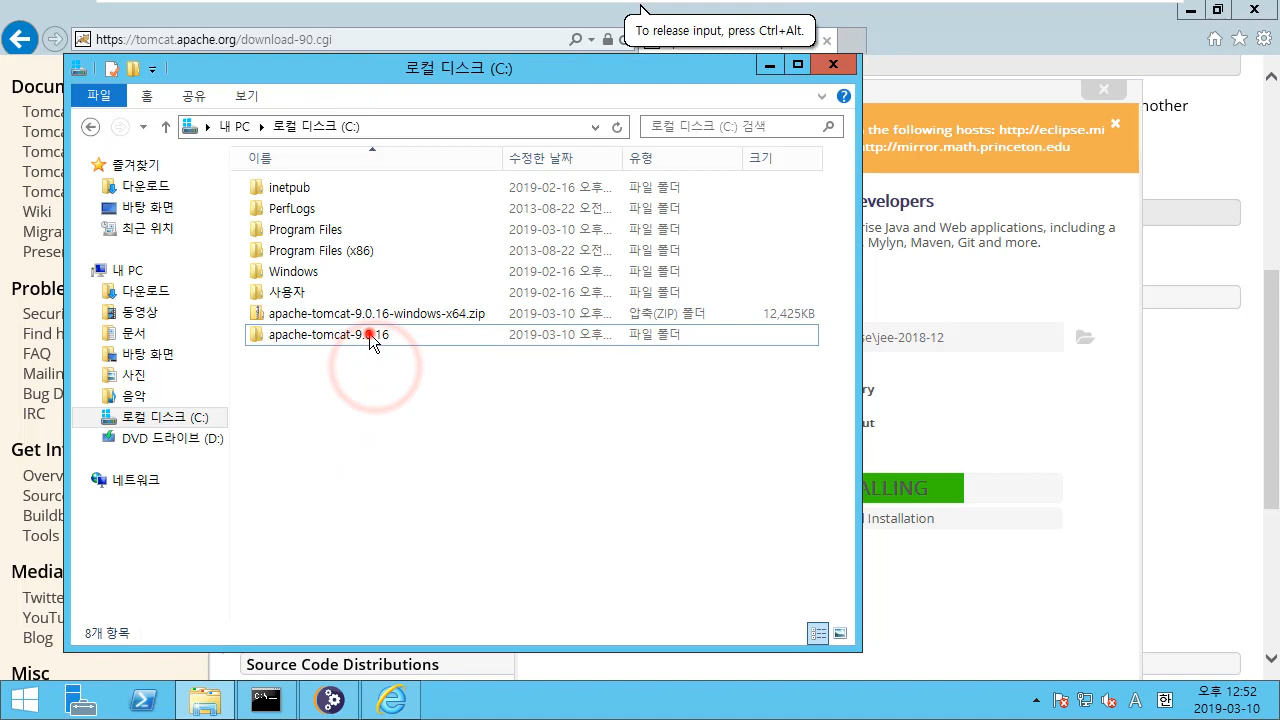 To release input, press Ctrl+Alt.
https://tomcat.apache.org/download-90.cgi
로컬 디스크 (C:)
파일 홈 공유 보기
내 PC 로컬 디스크 (C:)
로컬 디스크 (C:) 검색
이름 수정한 날짜 유형 크기
inetpub 2019-02-16 오후... 파일 폴더
PerfLogs 2013-08-22 오전... 파일 폴더
Program Files 2019-03-10 오후... 파일 폴더
Program Files (x86) 2013-08-22 오전... 파일 폴더
Windows 2019-02-16 오후... 파일 폴더
사용자 2019-02-16 오후... 파일 폴더
apache-tomcat-9.0.16-windows-x64.zip 2019-03-10 오후... 압축(ZIP) 폴더 12,425KB
apache-tomcat-9.0.16 2019-03-10 오후... 파일 폴더
즐겨찾기
다운로드
바탕 화면
최근 위치
내 PC
다운로드
동영상
문서
바탕 화면
사진
음악
로컬 디스크 (C:)
DVD 드라이브 (D:)
네트워크
8개 항목
Docum
Tomc
Tomc
Tomc
Tomc
Tomc
Wiki
Migra
Prese
Proble
Securi
Find h
FAQ
Mailin
Bug D
IRC
Get In
Overv
Source
Buildb
Tools
Media
Twitte
YouTu
Blog
Misc
Source Code Distributions
nother
n the following hosts: http://eclipse.mi
http://mirror.math.princeton.edu
evelopers
rise Java and Web applications, including a
, Mylyn, Maven, Git and more.
se\jee-2018-12
ry
ut
ALLING
l Installation
A 한
오후 12:52
2019-03-10